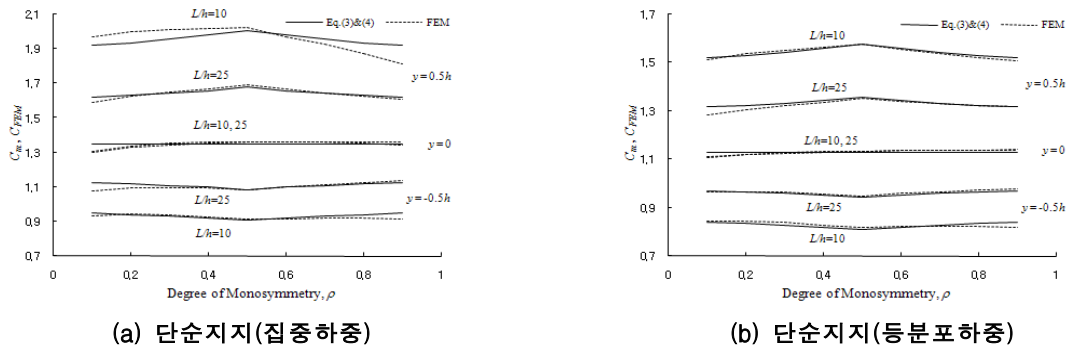 2,1
1,9
1,7
1,5
1,3
1,1
0,9
0,7
C_m, C_FEM
L/h=10
Eq.(3)&(4)
FEM
y = 0.5h
L/h=25
L/h=10, 25
y = 0
y = -0.5h
L/h=25
L/h=10
0
0,2
0,4
0,6
0,8
1
Degree of Monosymmetry, ρ
(a) 단순지지(집중하중)
1,7
1,5
1,3
1,1
0,9
0,7
C_m, C_FEM
Eq.(3)&(4)
FEM
L/h=10
y = 0.5h
L/h=25
L/h=10, 25
y = 0
L/h=25
y = -0.5h
L/h=10
0
0,2
0,4
0,6
0,8
1
Degree of Monosymmetry, ρ
(b) 단순지지(등분포하중)